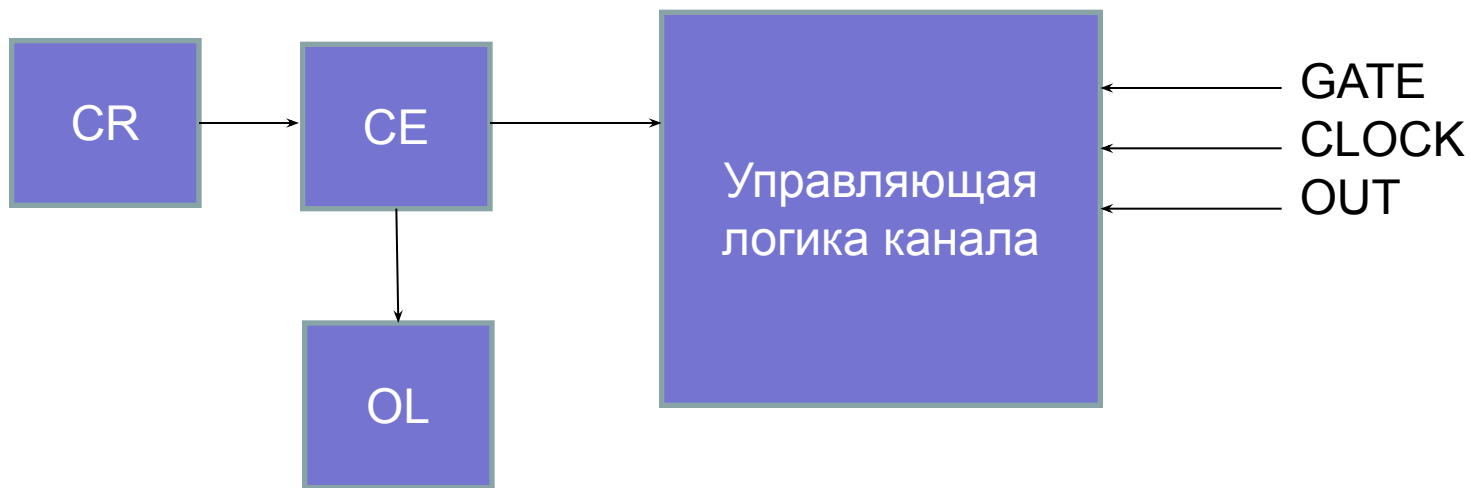 CR
CE
OL
Управляющая
логика канала
GATE
CLOCK
OUT